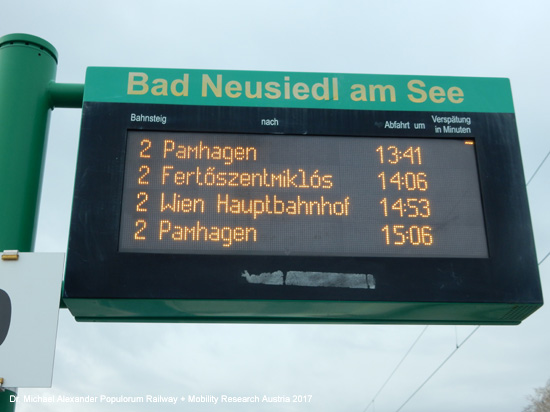 Bad Neusiedl am See
Bahnsteig nach Abfahrt um Verspätung in Minuten
2 Pamhagen 13:41
2 Fertőszentmiklós 14:06
2 Wien Hauptbahnhof 14:53
2 Pamhagen 15:06
Dr. Michael Alexander Populorum Railway + Mobility Research Austria 2017